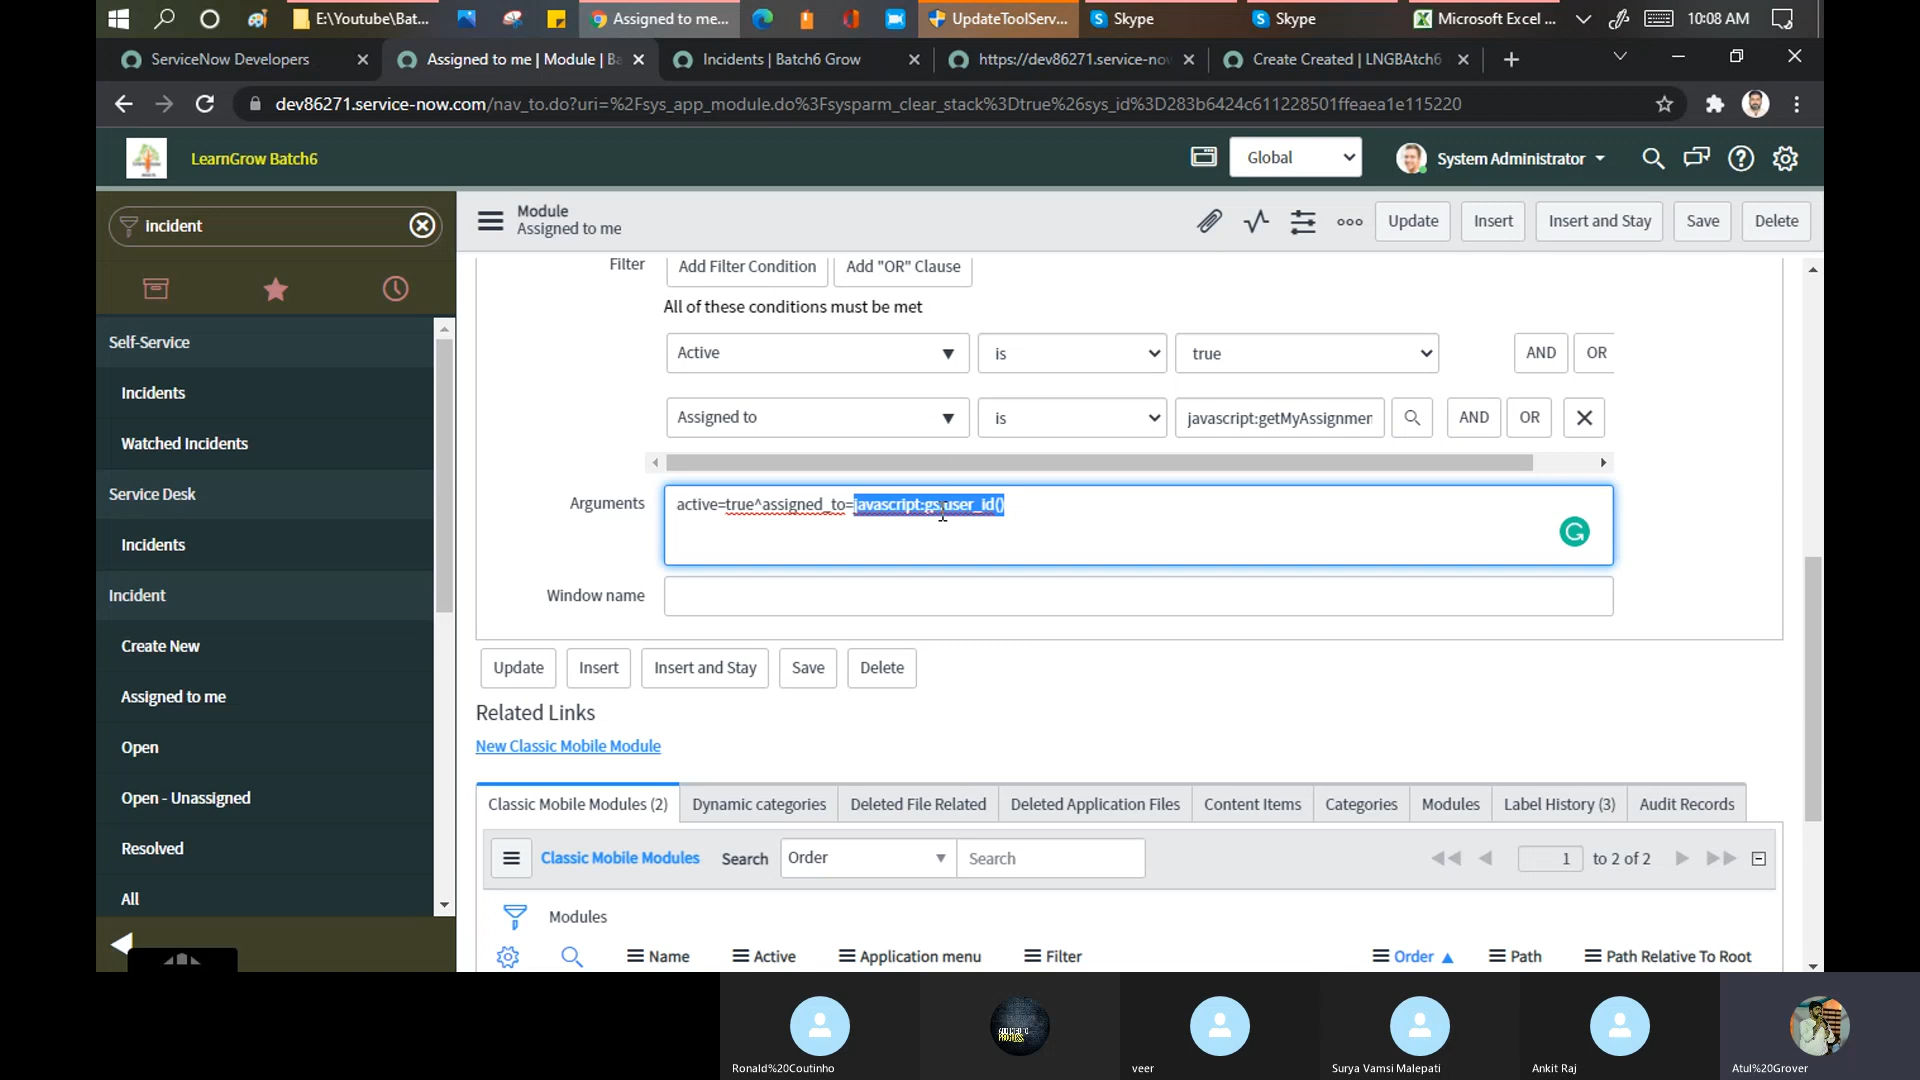 E:\Youtube\Bat...
Assigned to me...
UpdateToolServ...
Skype
Skype
Microsoft Excel ...
10:08 AM
ServiceNow Developers
Assigned to me | Module | Ba
Incidents | Batch6 Grow
https://dev86271.service-nov
Create Created | LNGBAtch6
dev86271.service-now.com/nav_to.do?uri=%2Fsys_app_module.do%3Fsysparm_clear_stack%3Dtrue%26sys_id%3D283b6424c611228501ffeaea1e115220
LearnGrow Batch6
Global
System Administrator
incident
Module
Assigned to me
Update
Insert
Insert and Stay
Save
Delete
Self-Service
Incidents
Watched Incidents
Service Desk
Incidents
Incident
Create New
Assigned to me
Open
Open - Unassigned
Resolved
All
Filter
Add Filter Condition
Add "OR" Clause
All of these conditions must be met
Active
is
true
AND
OR
Assigned to
is
javascript:getMyAssignmen
AND
OR
Arguments
active=true^assigned_to=javascript:gs.user_id()
Window name
Update
Insert
Insert and Stay
Save
Delete
Related Links
New Classic Mobile Module
Classic Mobile Modules (2)
Dynamic categories
Deleted File Related
Deleted Application Files
Content Items
Categories
Modules
Label History (3)
Audit Records
Classic Mobile Modules
Search
Order
Search
1
to 2 of 2
Modules
Name
Active
Application menu
Filter
Order
Path
Path Relative To Root
Ronald%20Coutinho
veer
Surya Vamsi Malepati
Ankit Raj
Atul%20Grover